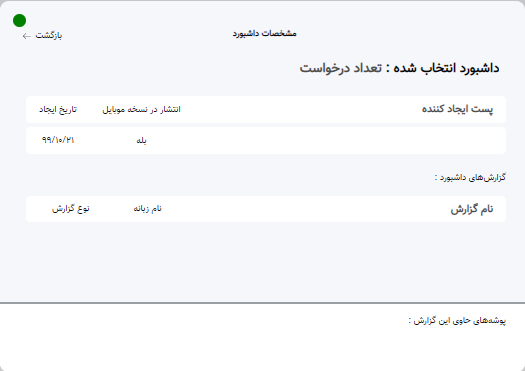 مشخصات داشبورد
بازگشت
داشبورد انتخاب شده : تعداد درخواست
پست ایجاد کننده انتشار در نسخه موبایل تاریخ ایجاد
بله ۹۹/۱۰/۲۱
گزارش‌های داشبورد :
نام گزارش نام زبانه نوع گزارش
پوشه‌های حاوی این گزارش :